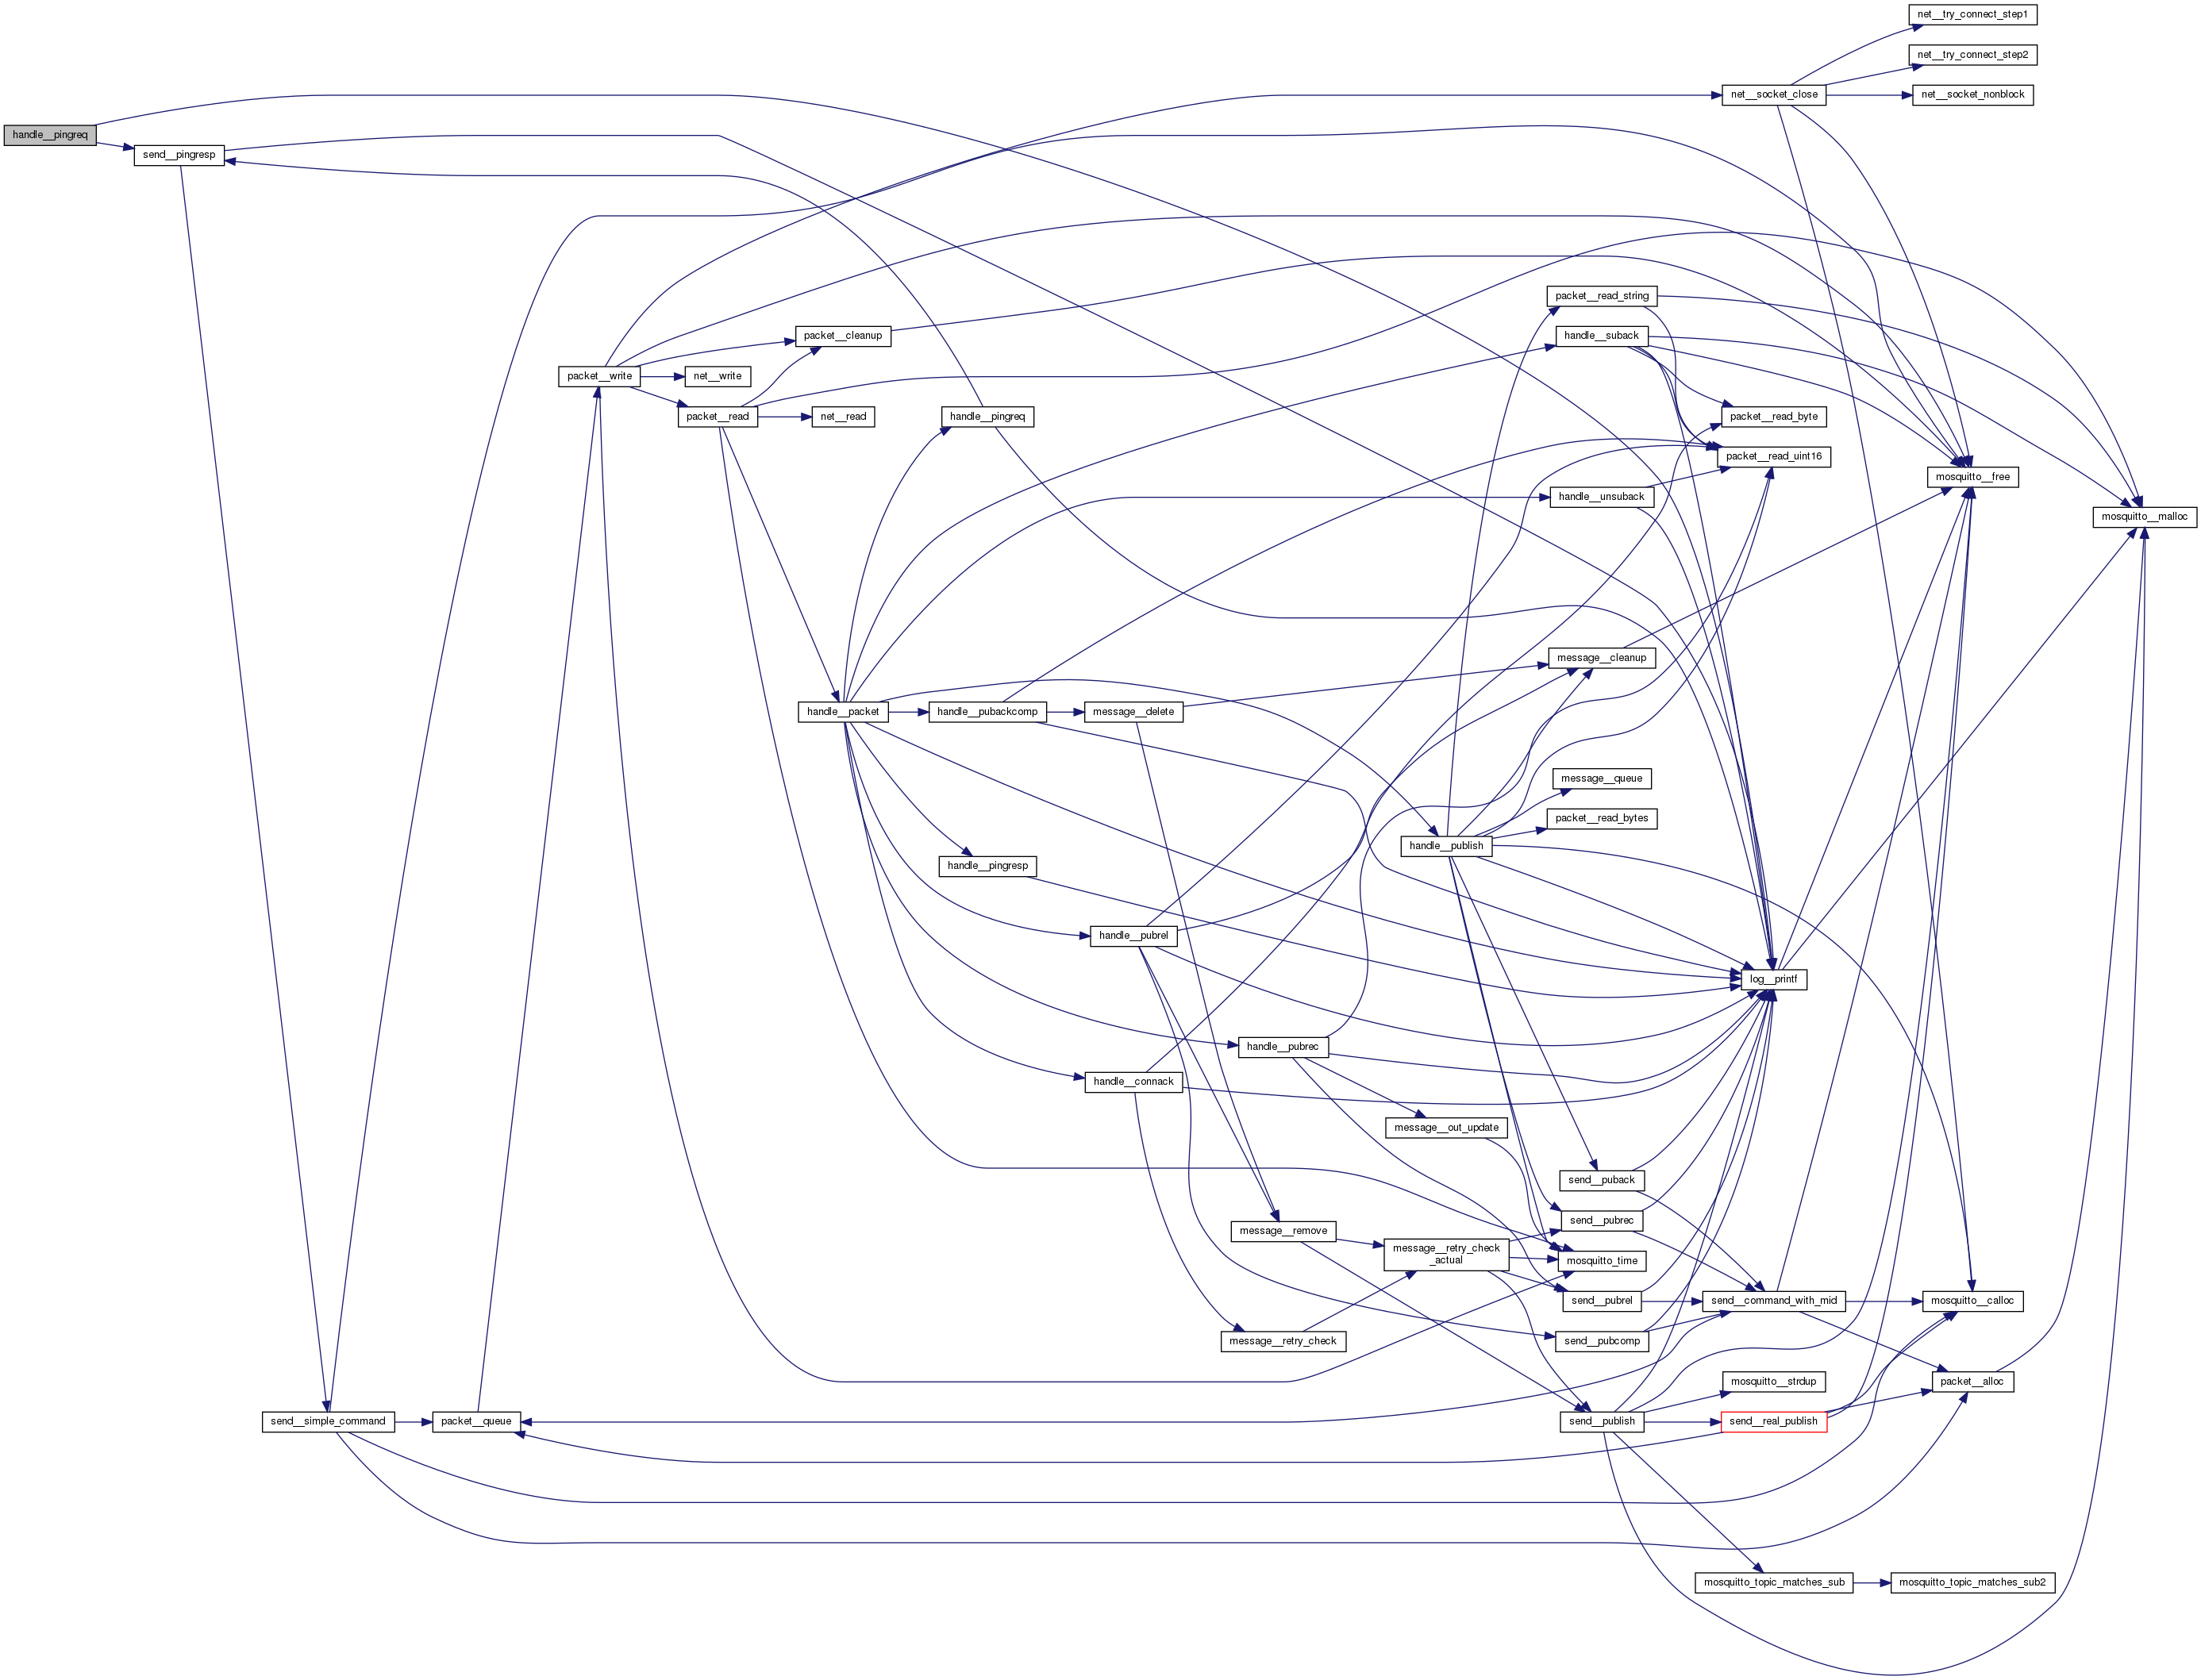 net__try_connect_step1
net__try_connect_step2
net__socket_close
net__socket_nonblock
handle__pingreq
send__pingresp
packet__read_string
packet__cleanup
handle__suback
packet__write
net__write
packet__read
net__read
handle__pingreq
packet__read_byte
packet__read_uint16
mosquitto__free
handle__unsuback
mosquitto__malloc
message__cleanup
handle__packet
handle__pubackcomp
message__delete
message__queue
packet__read_bytes
handle__publish
handle__pingresp
handle__pubrel
log__printf
handle__pubrec
handle__connack
message__out_update
send__puback
send__pubrec
message__remove
message__retry_check
_actual
mosquitto_time
send__pubrel
send__command_with_mid
mosquitto__calloc
message__retry_check
send__pubcomp
mosquitto__strdup
packet__alloc
send__simple_command
packet__queue
send__publish
send__real_publish
mosquitto_topic_matches_sub
mosquitto_topic_matches_sub2